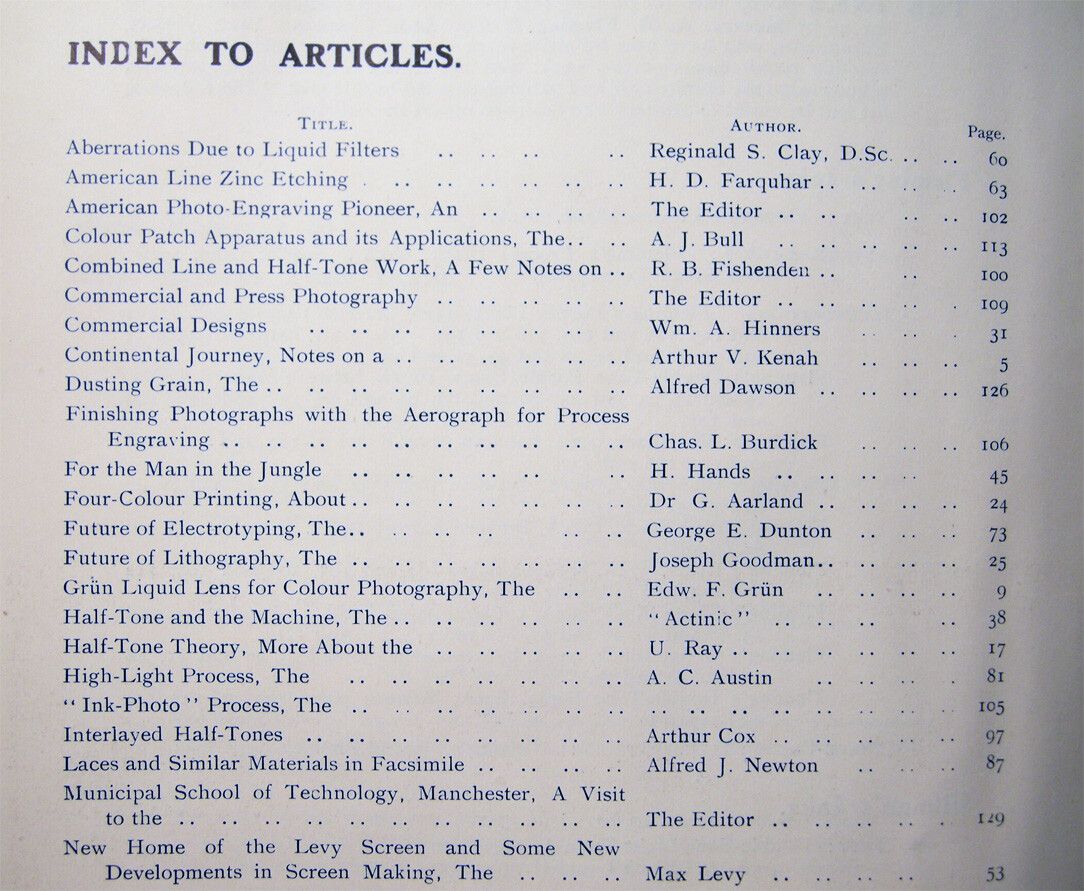 INDEX TO ARTICLES.
TITLE. AUTHOR. Page.
Aberrations Due to Liquid Filters .. .. .. .. Reginald S. Clay, D.Sc. .. .. 60
American Line Zinc Etching . .. .. .. .. .. .. H. D. Farquhar .. .. .. . 63
American Photo-Engraving Pioneer, An .. .. .. .. The Editor .. .. .. .. 102
Colour Patch Apparatus and its Applications, The.. .. A. J. Bull .. .. .. .. .. 113
Combined Line and Half-Tone Work, A Few Notes on .. R. B. Fishenden .. .. 100
Commercial and Press Photography .. .. .. .. .. The Editor .. .. .. .. . 109
Commercial Designs .. .. .. .. .. .. .. . Wm. A. Hinners .. .. . 31
Continental Journey, Notes on a .. .. .. .. .. .. Arthur V. Kenah .. .. .. 5
Dusting Grain, The .. .. .. .. .. .. .. .. .. Alfred Dawson .. .. .. .. 126
Finishing Photographs with the Aerograph for Process
Engraving .. .. .. .. .. .. .. .. .. .. Chas. L. Burdick .. .. .. 106
For the Man in the Jungle .. .. .. .. .. .. H. Hands .. .. .. .. 45
Four-Colour Printing, About .. .. .. .. .. .. .. Dr G. Aarland .. .. .. .. 24
Future of Electrotyping, The.. .. .. .. .. .. George E. Dunton .. .. .. 73
Future of Lithography, The .. .. .. .. .. .. .. Joseph Goodman.. .. .. .. 25
Grün Liquid Lens for Colour Photography, The .. .. Edw. F. Grün .. .. .. .. 9
Half-Tone and the Machine, The .. .. .. .. .. .. "Actinic" .. .. .. .. 38
Half-Tone Theory, More About the .. .. .. .. .. U. Ray .. .. .. .. .. .. 17
High-Light Process, The .. .. .. .. .. .. .. A. C. Austin .. .. .. .. 81
"Ink-Photo" Process, The .. .. .. .. .. .. .. .. .. .. .. .. .. .. 105
Interlayed Half-Tones .. .. .. .. .. .. .. .. Arthur Cox .. .. .. .. .. 97
Laces and Similar Materials in Facsimile .. .. .. .. Alfred J. Newton .. .. .. 87
Municipal School of Technology, Manchester, A Visit
to the .. .. .. .. .. .. .. .. .. .. .. The Editor .. .. .. .. . 129
New Home of the Levy Screen and Some New
Developments in Screen Making, The .. .. .. Max Levy .. .. .. .. 53